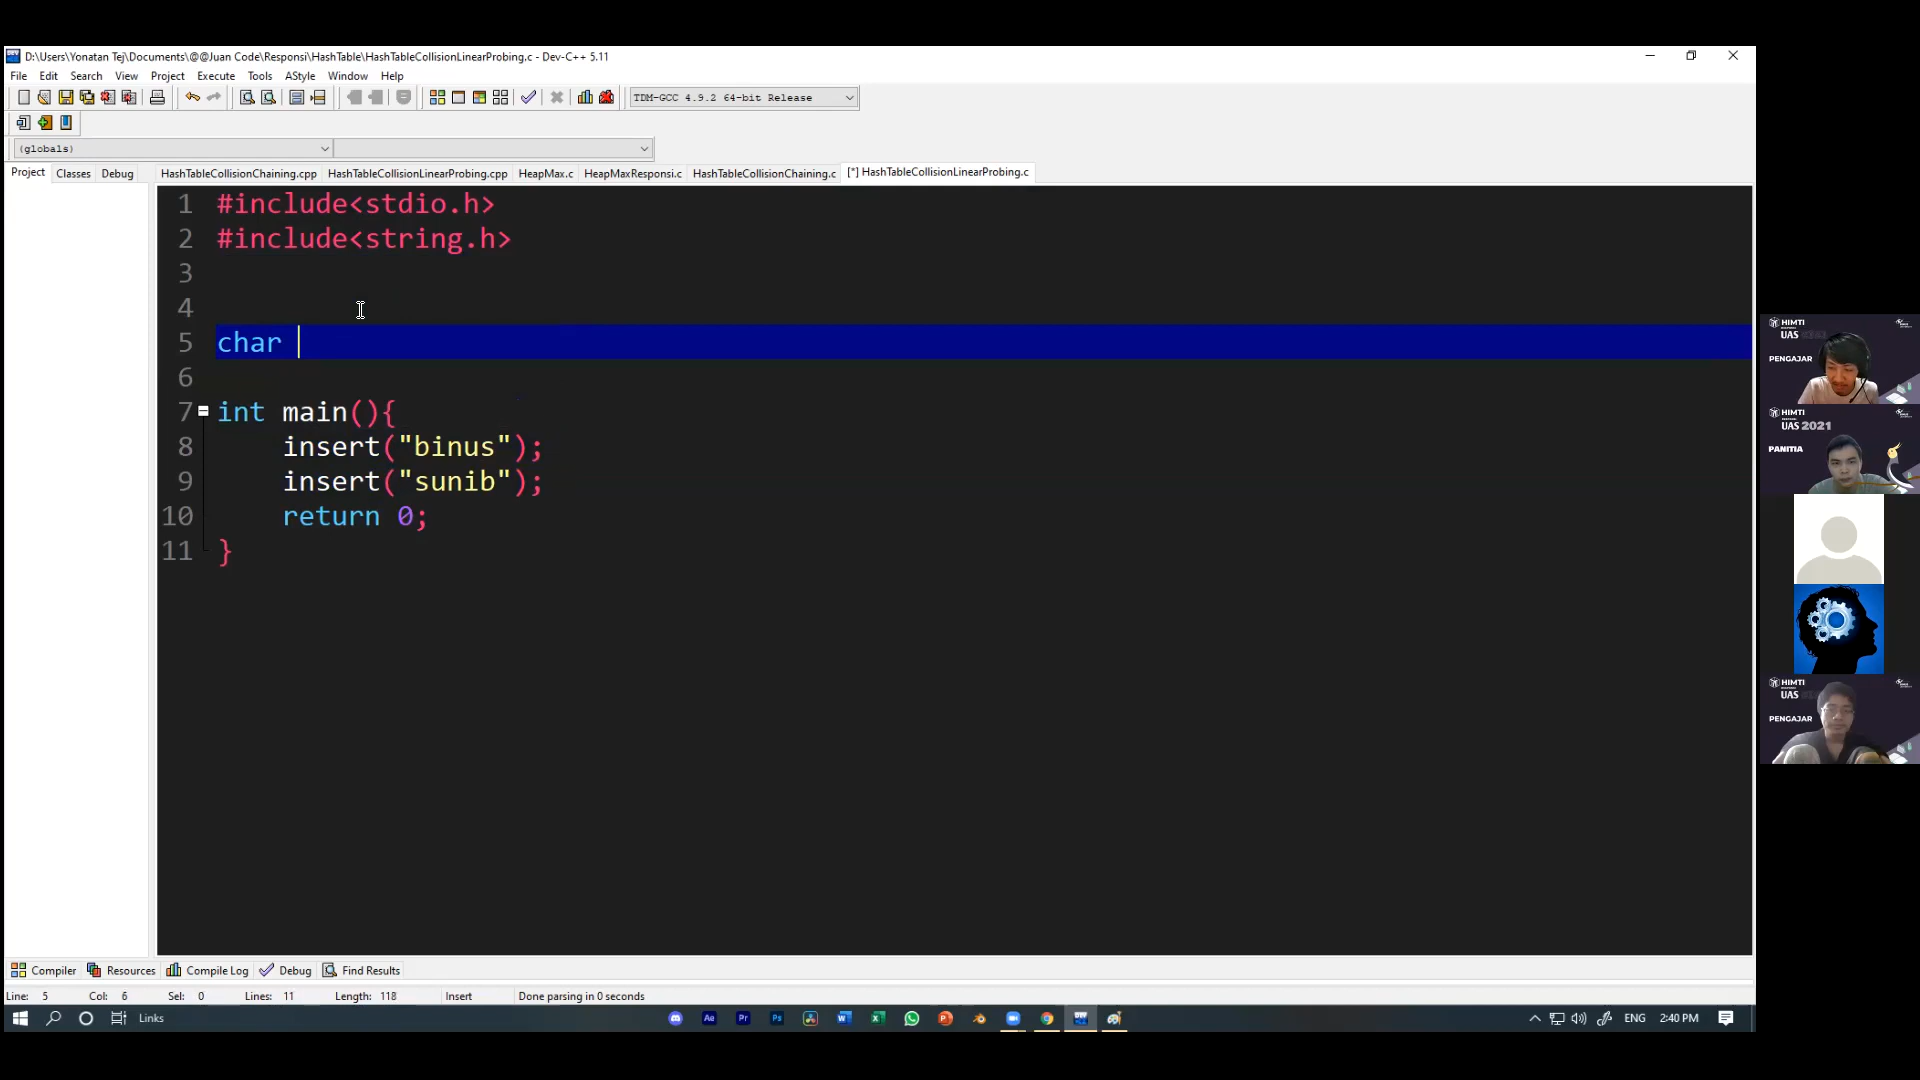 D:\Users\Yonatan Tej\Documents\@@Juan Code\Responsi\HashTable\HashTableCollisionLinearProbing.c - Dev-C++ 5.11
File Edit Search View Project Execute Tools AStyle Window Help
TDM-GCC 4.9.2 64-bit Release
(globals)
Project Classes Debug HashTableCollisionChaining.cpp HashTableCollisionLinearProbing.cpp HeapMax.c HeapMaxResponsi.c HashTableCollisionChaining.c [*] HashTableCollisionLinearProbing.c
1 #include<stdio.h>
2 #include<string.h>
3
4
5 char
6
7 int main(){
8 insert("binus");
9 insert("sunib");
10 return 0;
11 }
HIMTI
UAS
PENGAJAR
HIMTI
UAS 2021
PANITIA
HIMTI
UAS
PENGAJAR
Compiler Resources Compile Log Debug Find Results
Line: 5 Col: 6 Sel: 0 Lines: 11 Length: 118 Insert Done parsing in 0 seconds
Links Ae Pr Ps ENG 2:40 PM